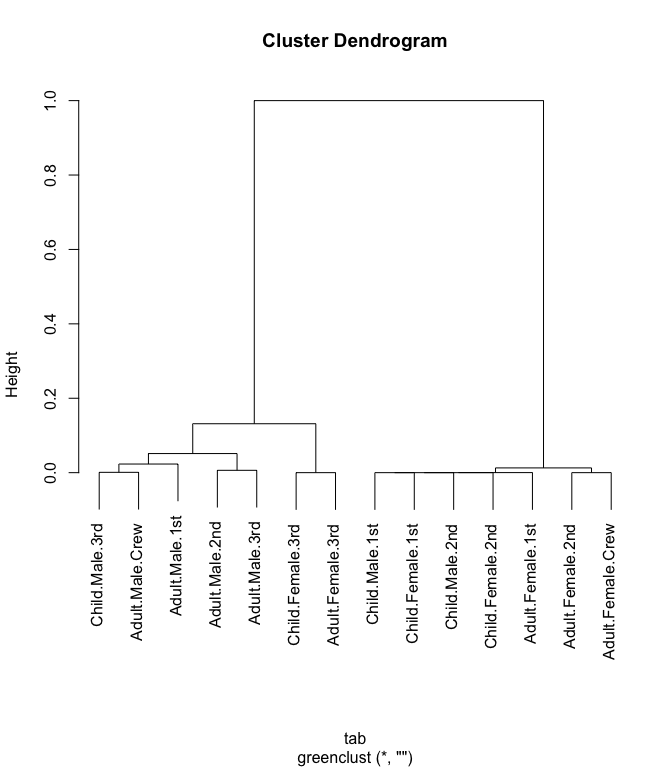 Cluster Dendrogram
Height
1.0
0.8
0.6
0.4
0.2
0.0
Child.Male.3rd
Adult.Male.Crew
Adult.Male.1st
Adult.Male.2nd
Adult.Male.3rd
Child.Female.3rd
Adult.Female.3rd
Child.Male.1st
Child.Female.1st
Child.Male.2nd
Child.Female.2nd
Adult.Female.1st
Adult.Female.2nd
Adult.Female.Crew
tab
greenclust (*, "")